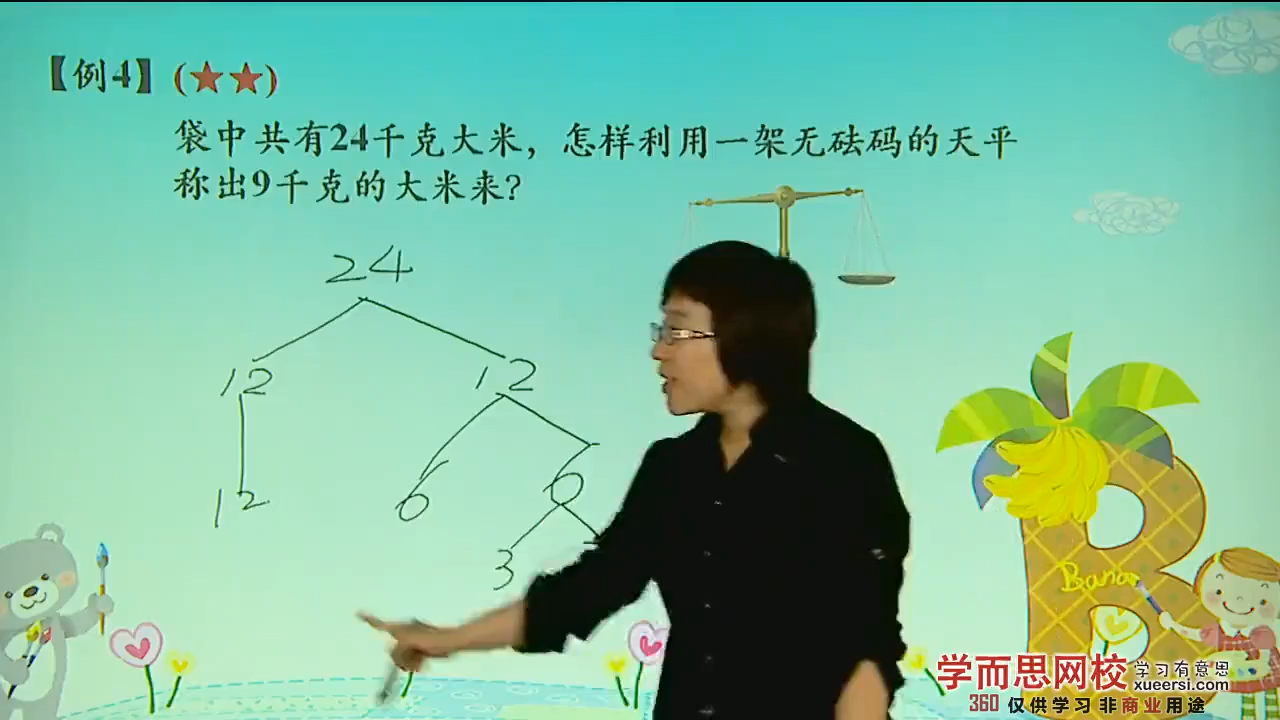 【例4】(★★)
袋中共有24千克大米，怎样利用一架无砝码的天平
称出9千克的大米来？
24
12 12
12 6 6
3
Bana
学而思网校 学习有意思
xueersi.com
360 仅供学习 非商业用途